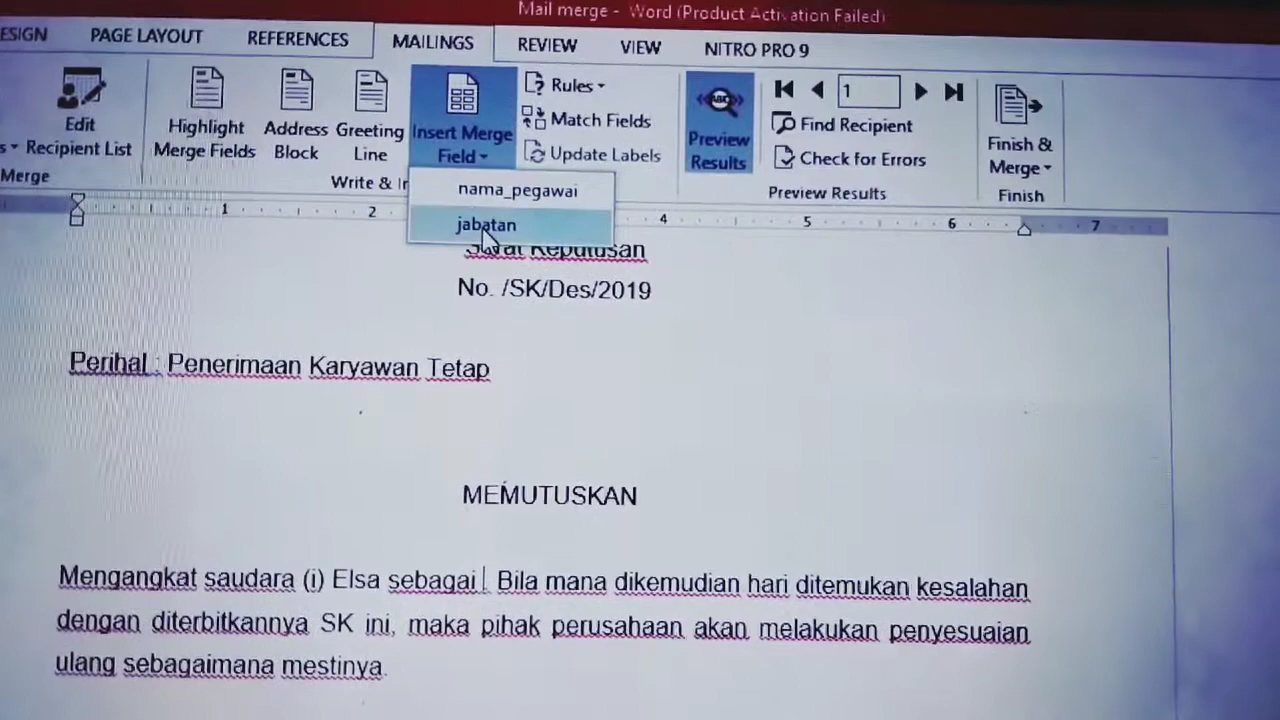 Mail merge - Word (Product Activation Failed)
ESIGN PAGE LAYOUT REFERENCES MAILINGS REVIEW VIEW NITRO PRO 9
Edit
Recipient List
Highlight
Merge Fields
Address
Block
Greeting
Line
Insert Merge
Field
Rules
Match Fields
Update Labels
Preview
Results
1
Find Recipient
Check for Errors
Finish &
Merge
Merge
Write & I
Preview Results
Finish
nama_pegawai
jabatan
1 2 4 5 6 7
Surat Keputusan
No. /SK/Des/2019
Perihal : Penerimaan Karyawan Tetap
MEMUTUSKAN
Mengangkat saudara (i) Elsa sebagai . Bila mana dikemudian hari ditemukan kesalahan
dengan diterbitkannya SK ini, maka pihak perusahaan akan melakukan penyesuaian
ulang sebagaimana mestinya.